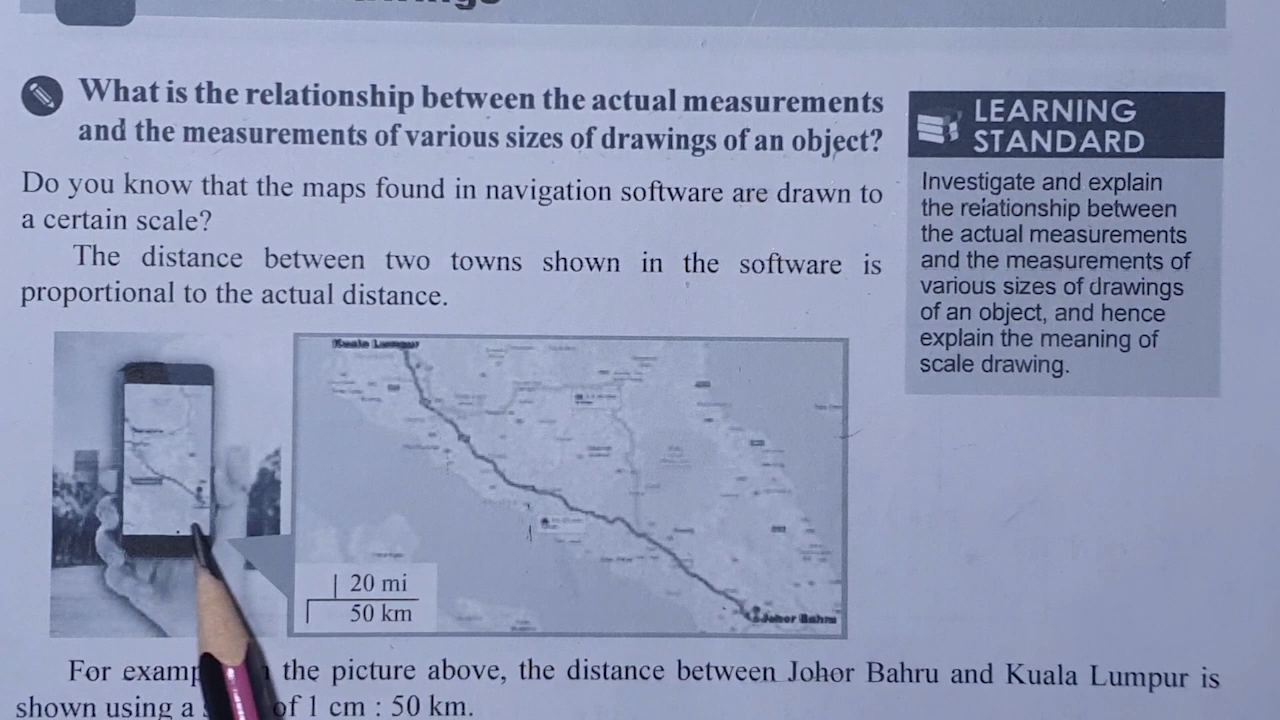 What is the relationship between the actual measurements
and the measurements of various sizes of drawings of an object?
Do you know that the maps found in navigation software are drawn to
a certain scale?
The distance between two towns shown in the software is
proportional to the actual distance.
LEARNING
STANDARD
Investigate and explain
the relationship between
the actual measurements
and the measurements of
various sizes of drawings
of an object, and hence
explain the meaning of
scale drawing.
Kuala Lumpur
20 mi
50 km
Johor Bahru
For examp the picture above, the distance between Johor Bahru and Kuala Lumpur is
shown using a of 1 cm : 50 km.